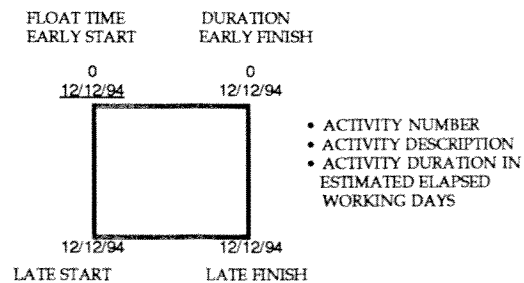 FLOAT TIME DURATION
EARLY START EARLY FINISH
0 0
12/12/94 12/12/94
• ACTIVITY NUMBER
• ACTIVITY DESCRIPTION
• ACTIVITY DURATION IN
ESTIMATED ELAPSED
WORKING DAYS
12/12/94 12/12/94
LATE START LATE FINISH